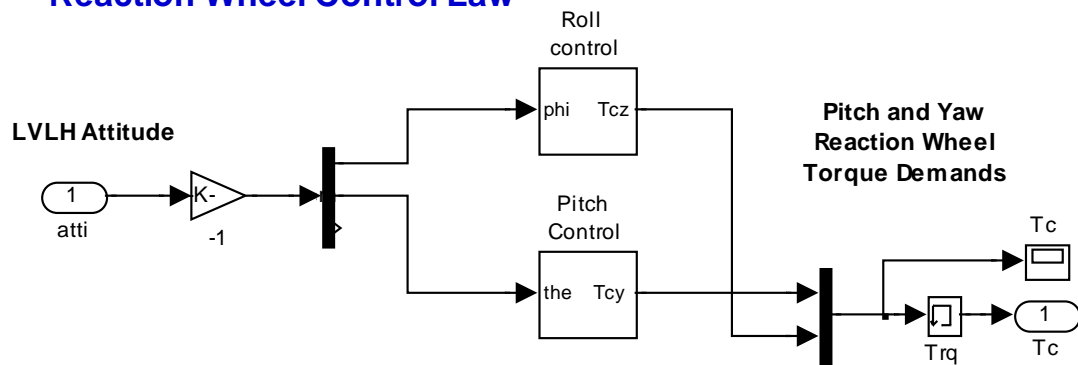 Reaction Wheel Control Law
Roll
control
phi
Tcz
LVLH Attitude
Pitch and Yaw
Reaction Wheel
Torque Demands
1
atti
K-
-1
Pitch
Control
the
Tcy
Tc
Trq
1
Tc